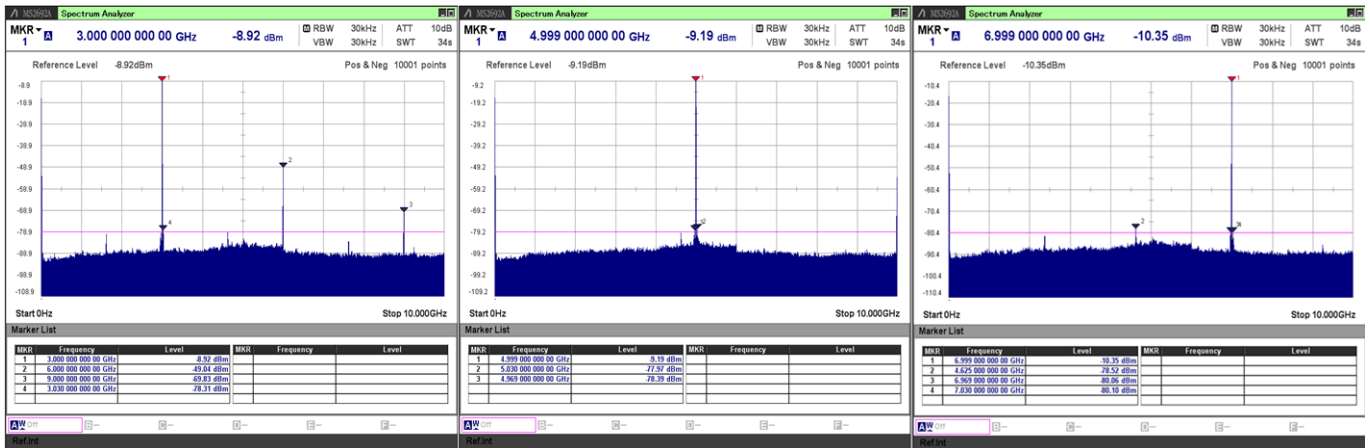 MS2692A Spectrum Analyzer
MKR 1 A 3.000 000 000 00 GHz -8.92 dBm
RBW 30kHz ATT 10dB
VBW 30kHz SWT 34s
Reference Level -8.92dBm Pos & Neg 10001 points
1
-8.9
-18.9
-28.9
-38.9
2
-48.9
-58.9
3
-68.9
4
-78.9
-88.9
-98.9
-108.9
Start 0Hz Stop 10.000GHz
Marker List
MKR Frequency Level MKR Frequency Level
1 3.000 000 000 00 GHz -8.92 dBm
2 6.000 000 000 00 GHz -49.04 dBm
3 9.000 000 000 00 GHz -69.83 dBm
4 3.030 000 000 00 GHz -78.31 dBm
Off
Ref.Int
MS2692A Spectrum Analyzer
MKR 1 A 4.999 000 000 00 GHz -9.19 dBm
RBW 30kHz ATT 10dB
VBW 30kHz SWT 34s
Reference Level -9.19dBm Pos & Neg 10001 points
1
-9.2
-19.2
-29.2
-39.2
-49.2
-59.2
-69.2
-79.2
-89.2
-99.2
-109.2
Start 0Hz Stop 10.000GHz
Marker List
MKR Frequency Level MKR Frequency Level
1 4.999 000 000 00 GHz -9.19 dBm
2 5.030 000 000 00 GHz -77.97 dBm
3 4.969 000 000 00 GHz -78.39 dBm
Off
Ref.Int
MS2692A Spectrum Analyzer
MKR 1 A 6.999 000 000 00 GHz -10.35 dBm
RBW 30kHz ATT 10dB
VBW 30kHz SWT 34s
Reference Level -10.35dBm Pos & Neg 10001 points
1
-10.4
-20.4
-30.4
-40.4
-50.4
-60.4
-70.4
2
-80.4
-90.4
-100.4
-110.4
Start 0Hz Stop 10.000GHz
Marker List
MKR Frequency Level MKR Frequency Level
1 6.999 000 000 00 GHz -10.35 dBm
2 4.625 000 000 00 GHz -78.52 dBm
3 6.969 000 000 00 GHz -80.06 dBm
4 7.030 000 000 00 GHz -80.10 dBm
Off
Ref.Int